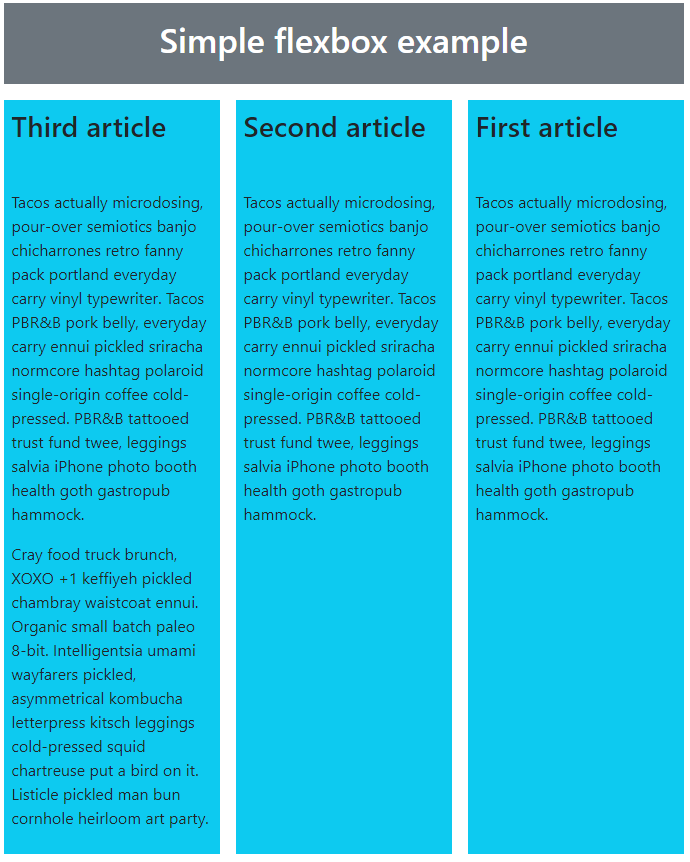 Simple flexbox example
Third article
Tacos actually microdosing,
pour-over semiotics banjo
chicharrones retro fanny
pack portland everyday
carry vinyl typewriter. Tacos
PBR&B pork belly, everyday
carry ennui pickled sriracha
normcore hashtag polaroid
single-origin coffee cold-
pressed. PBR&B tattooed
trust fund twee, leggings
salvia iPhone photo booth
health goth gastropub
hammock.
Cray food truck brunch,
XOXO +1 keffiyeh pickled
chambray waistcoat ennui.
Organic small batch paleo
8-bit. Intelligentsia umami
wayfarers pickled,
asymmetrical kombucha
letterpress kitsch leggings
cold-pressed squid
chartreuse put a bird on it.
Listicle pickled man bun
cornhole heirloom art party.
Second article
Tacos actually microdosing,
pour-over semiotics banjo
chicharrones retro fanny
pack portland everyday
carry vinyl typewriter. Tacos
PBR&B pork belly, everyday
carry ennui pickled sriracha
normcore hashtag polaroid
single-origin coffee cold-
pressed. PBR&B tattooed
trust fund twee, leggings
salvia iPhone photo booth
health goth gastropub
hammock.
First article
Tacos actually microdosing,
pour-over semiotics banjo
chicharrones retro fanny
pack portland everyday
carry vinyl typewriter. Tacos
PBR&B pork belly, everyday
carry ennui pickled sriracha
normcore hashtag polaroid
single-origin coffee cold-
pressed. PBR&B tattooed
trust fund twee, leggings
salvia iPhone photo booth
health goth gastropub
hammock.